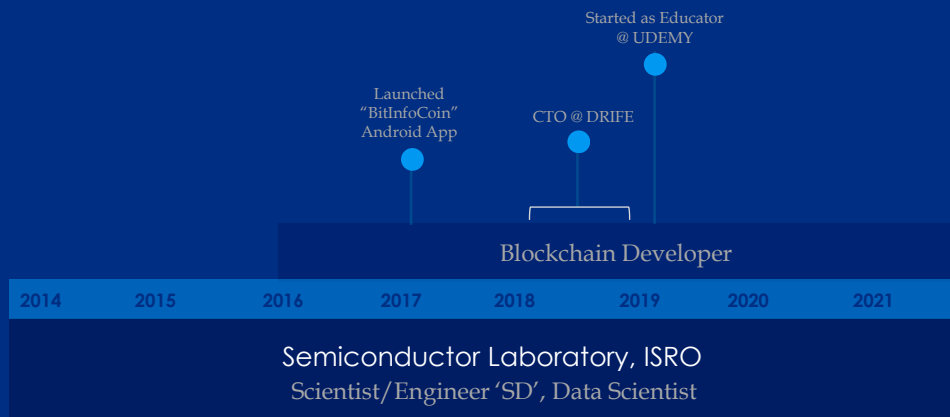 Started as Educator
@ UDEMY
Launched
“BitInfoCoin”
Android App
CTO @ DRIFE
Blockchain Developer
2014 2015 2016 2017 2018 2019 2020 2021
Semiconductor Laboratory, ISRO
Scientist/Engineer ‘SD’, Data Scientist